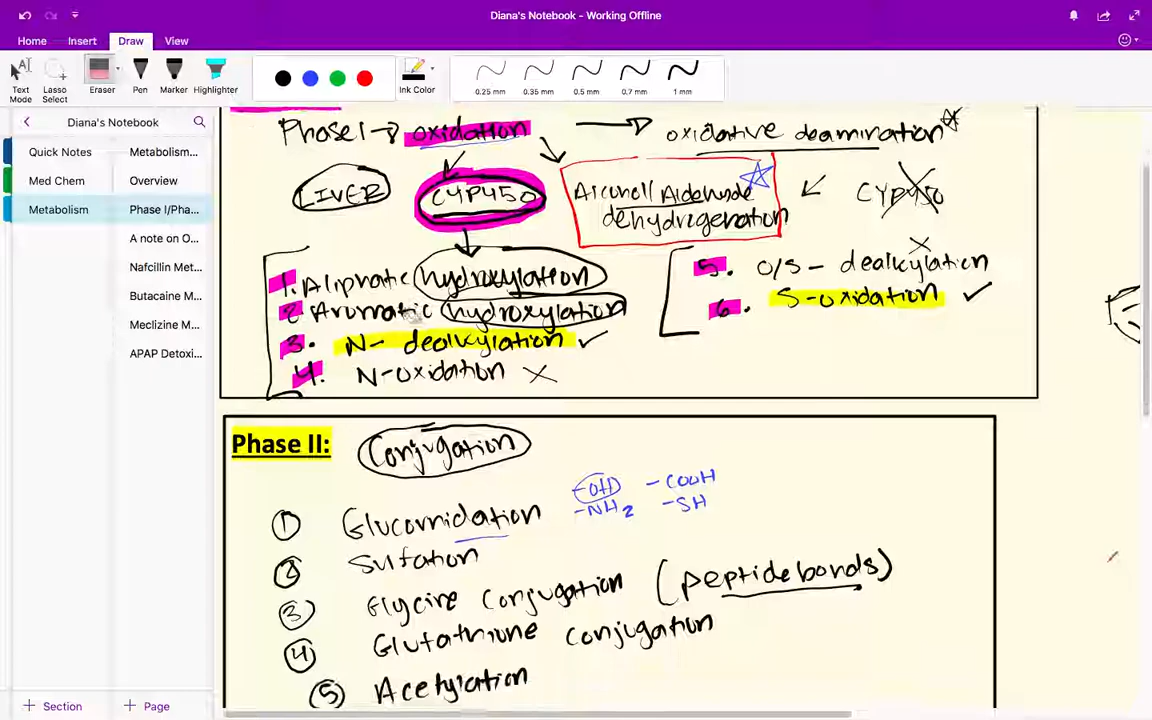 Diana's Notebook - Working Offline
Home Insert Draw View
Text Mode
Lasso Select
Eraser
Pen
Marker
Highlighter
Ink Color
0.25 mm
0.35 mm
0.5 mm
0.7 mm
1 mm
Diana's Notebook
Quick Notes
Med Chem
Metabolism
Metabolism...
Overview
Phase I/Pha...
A note on O...
Nafcillin Met...
Butacaine M...
Meclizine M...
APAP Detoxi...
+ Section
+ Page
Phase 1 → oxidation → oxidative deamination
LIVER
CYP450
Alcohol/Aldehyde
dehydrogenation
CYP450
1. Aliphatic hydroxylation
2 Aromatic hydroxylation
3. N- dealkylation ✓
4. N-oxidation X
5. O/S- dealkylation X
6. S-oxidation ✓
Phase II: Conjugation
1 Glucornidation
-OH -COOH
-NH2 -SH
2 Sulfation
3 Glycine conjugation (peptide bonds)
4 Glutathione conjugation
5 Acetylation